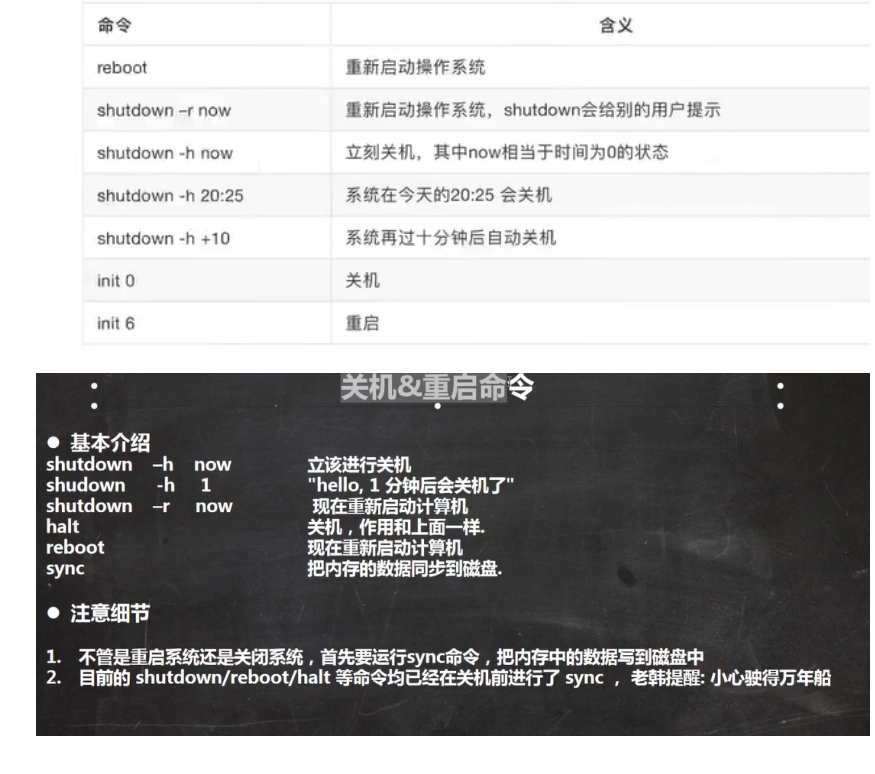 命令 含义
reboot 重新启动操作系统
shutdown –r now 重新启动操作系统，shutdown会给别的用户提示
shutdown -h now 立刻关机，其中now相当于时间为0的状态
shutdown -h 20:25 系统在今天的20:25 会关机
shutdown -h +10 系统再过十分钟后自动关机
init 0 关机
init 6 重启
关机&重启命令
● 基本介绍
shutdown –h now 立该进行关机
shudown -h 1 "hello, 1 分钟后会关机了"
shutdown –r now 现在重新启动计算机
halt 关机，作用和上面一样.
reboot 现在重新启动计算机
sync 把内存的数据同步到磁盘.
● 注意细节
1. 不管是重启系统还是关闭系统，首先要运行sync命令，把内存中的数据写到磁盘中
2. 目前的 shutdown/reboot/halt 等命令均已经在关机前进行了 sync ， 老韩提醒: 小心驶得万年船